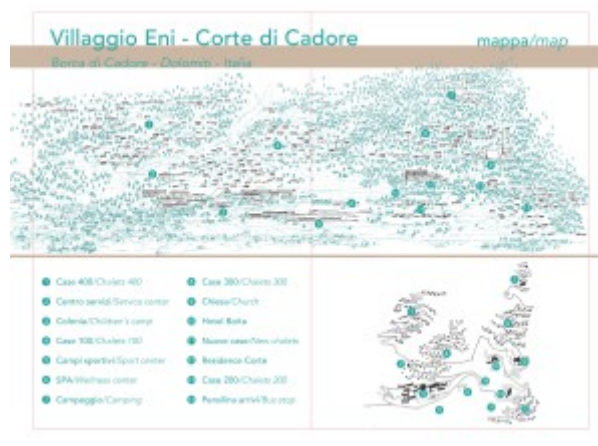 Villaggio Eni - Corte di Cadore
mappa/map
Borca di Cadore - Dolomiti - Italia
Case 400/Chalets 400
Centro servizi/Service center
Colonia/Children's camp
Case 100/Chalets 100
Campi sportivi/Sport center
SPA/Wellness center
Campeggio/Camping
Case 300/Chalets 300
Chiesa/Church
Hotel Boite
Nuove case/New chalets
Residence Corte
Case 200/Chalets 200
Pensilina arrivi/Bus stop